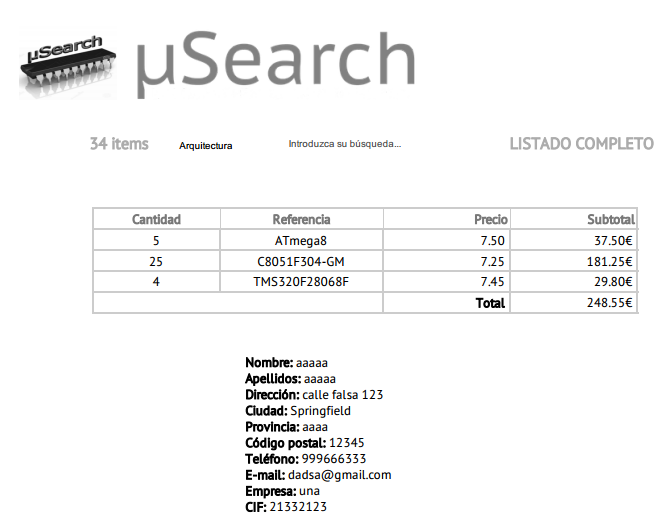 µSearch µSearch
34 items Arquitectura Introduzca su búsqueda... LISTADO COMPLETO
Cantidad Referencia Precio Subtotal
5 ATmega8 7.50 37.50€
25 C8051F304-GM 7.25 181.25€
4 TMS320F28068F 7.45 29.80€
Total 248.55€
Nombre: aaaaa
Apellidos: aaaaa
Dirección: calle falsa 123
Ciudad: Springfield
Provincia: aaaa
Código postal: 12345
Teléfono: 999666333
E-mail: dadsa@gmail.com
Empresa: una
CIF: 21332123